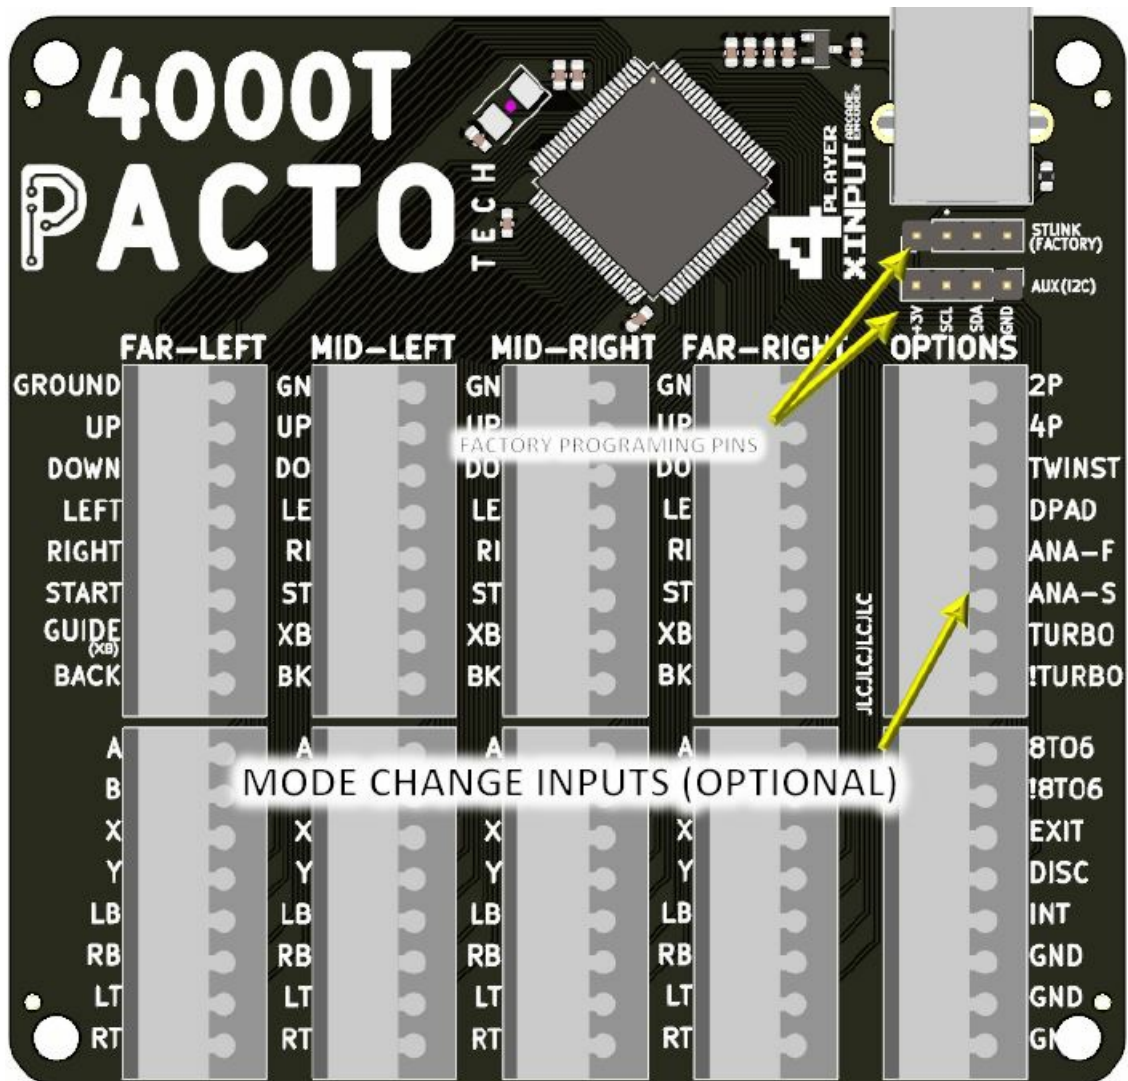 4000T
PACTO
TECH
4 PLAYER
XINPUT
ARCADE
ENCODER
STLINK
(FACTORY)
AUX(I2C)
+3V
SCL
SDA
GND
FAR-LEFT
MID-LEFT
MID-RIGHT
FAR-RIGHT
OPTIONS
GROUND
UP
DOWN
LEFT
RIGHT
START
GUIDE
(XB)
BACK
GN
UP
DO
LE
RI
ST
XB
BK
GN
UP
DO
LE
RI
ST
XB
BK
GN
UP
DO
LE
RI
ST
XB
BK
2P
4P
TWINST
DPAD
ANA-F
ANA-S
TURBO
!TURBO
FACTORY PROGRAMING PINS
JLCJLCJLCJLC
MODE CHANGE INPUTS (OPTIONAL)
A
B
X
Y
LB
RB
LT
RT
A
Y
LB
RB
LT
RT
A
X
Y
LB
RB
LT
RT
A
X
Y
LB
RB
LT
RT
8TO6
!8TO6
EXIT
DISC
INT
GND
GND